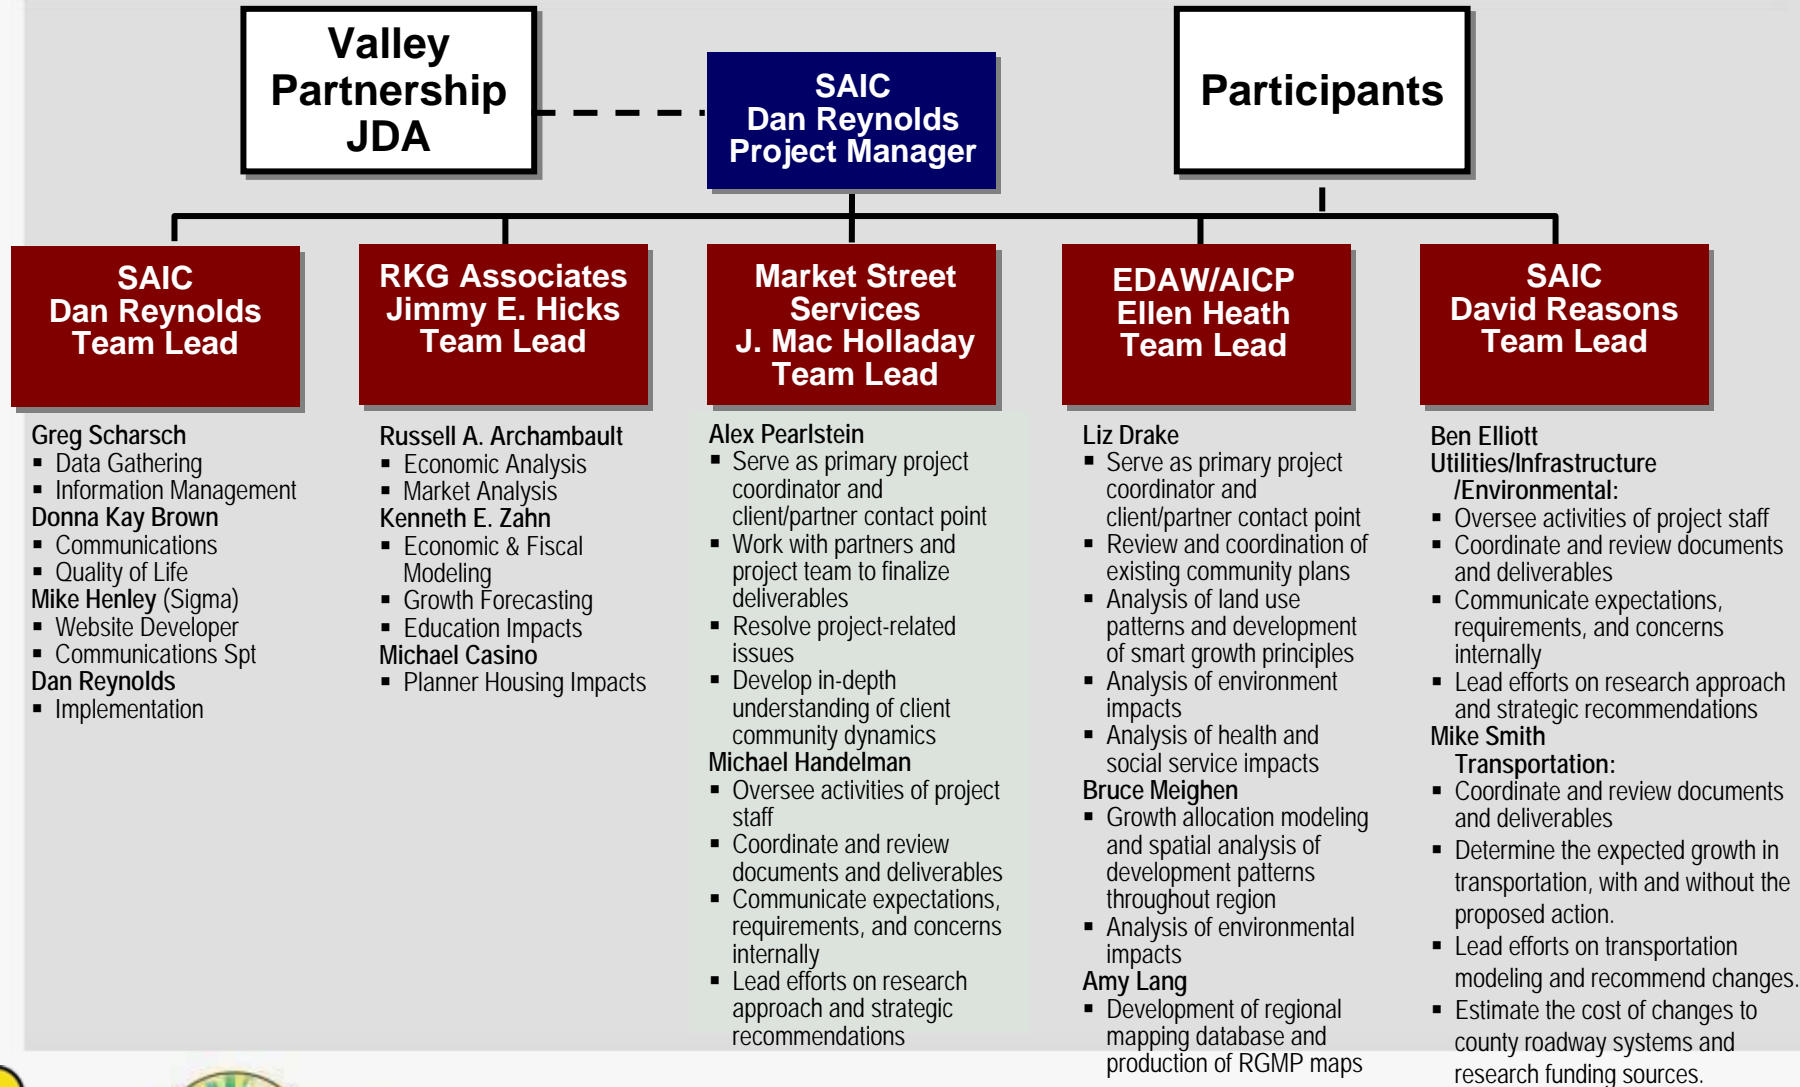 Valley
Partnership
JDA
SAIC
Dan Reynolds
Project Manager
Participants
SAIC
Dan Reynolds
Team Lead
RKG Associates
Jimmy E. Hicks
Team Lead
Market Street
Services
J. Mac Holladay
Team Lead
EDAW/AICP
Ellen Heath
Team Lead
SAIC
David Reasons
Team Lead
Greg Scharsch
▪ Data Gathering
▪ Information Management
Donna Kay Brown
▪ Communications
▪ Quality of Life
Mike Henley (Sigma)
▪ Website Developer
▪ Communications Spt
Dan Reynolds
▪ Implementation
Russell A. Archambault
▪ Economic Analysis
▪ Market Analysis
Kenneth E. Zahn
▪ Economic & Fiscal
Modeling
▪ Growth Forecasting
▪ Education Impacts
Michael Casino
▪ Planner Housing Impacts
Alex Pearlstein
▪ Serve as primary project
coordinator and
client/partner contact point
▪ Work with partners and
project team to finalize
deliverables
▪ Resolve project-related
issues
▪ Develop in-depth
understanding of client
community dynamics
Michael Handelman
▪ Oversee activities of project
staff
▪ Coordinate and review
documents and deliverables
▪ Communicate expectations,
requirements, and concerns
internally
▪ Lead efforts on research
approach and strategic
recommendations
Liz Drake
▪ Serve as primary project
coordinator and
client/partner contact point
▪ Review and coordination of
existing community plans
▪ Analysis of land use
patterns and development
of smart growth principles
▪ Analysis of environment
impacts
▪ Analysis of health and
social service impacts
Bruce Meighen
▪ Growth allocation modeling
and spatial analysis of
development patterns
throughout region
▪ Analysis of environmental
impacts
Amy Lang
▪ Development of regional
mapping database and
production of RGMP maps
Ben Elliott
Utilities/Infrastructure
/Environmental:
▪ Oversee activities of project staff
▪ Coordinate and review documents
and deliverables
▪ Communicate expectations,
requirements, and concerns
internally
▪ Lead efforts on research approach
and strategic recommendations
Mike Smith
Transportation:
▪ Coordinate and review documents
and deliverables
▪ Determine the expected growth in
transportation, with and without the
proposed action.
▪ Lead efforts on transportation
modeling and recommend changes.
▪ Estimate the cost of changes to
county roadway systems and
research funding sources.